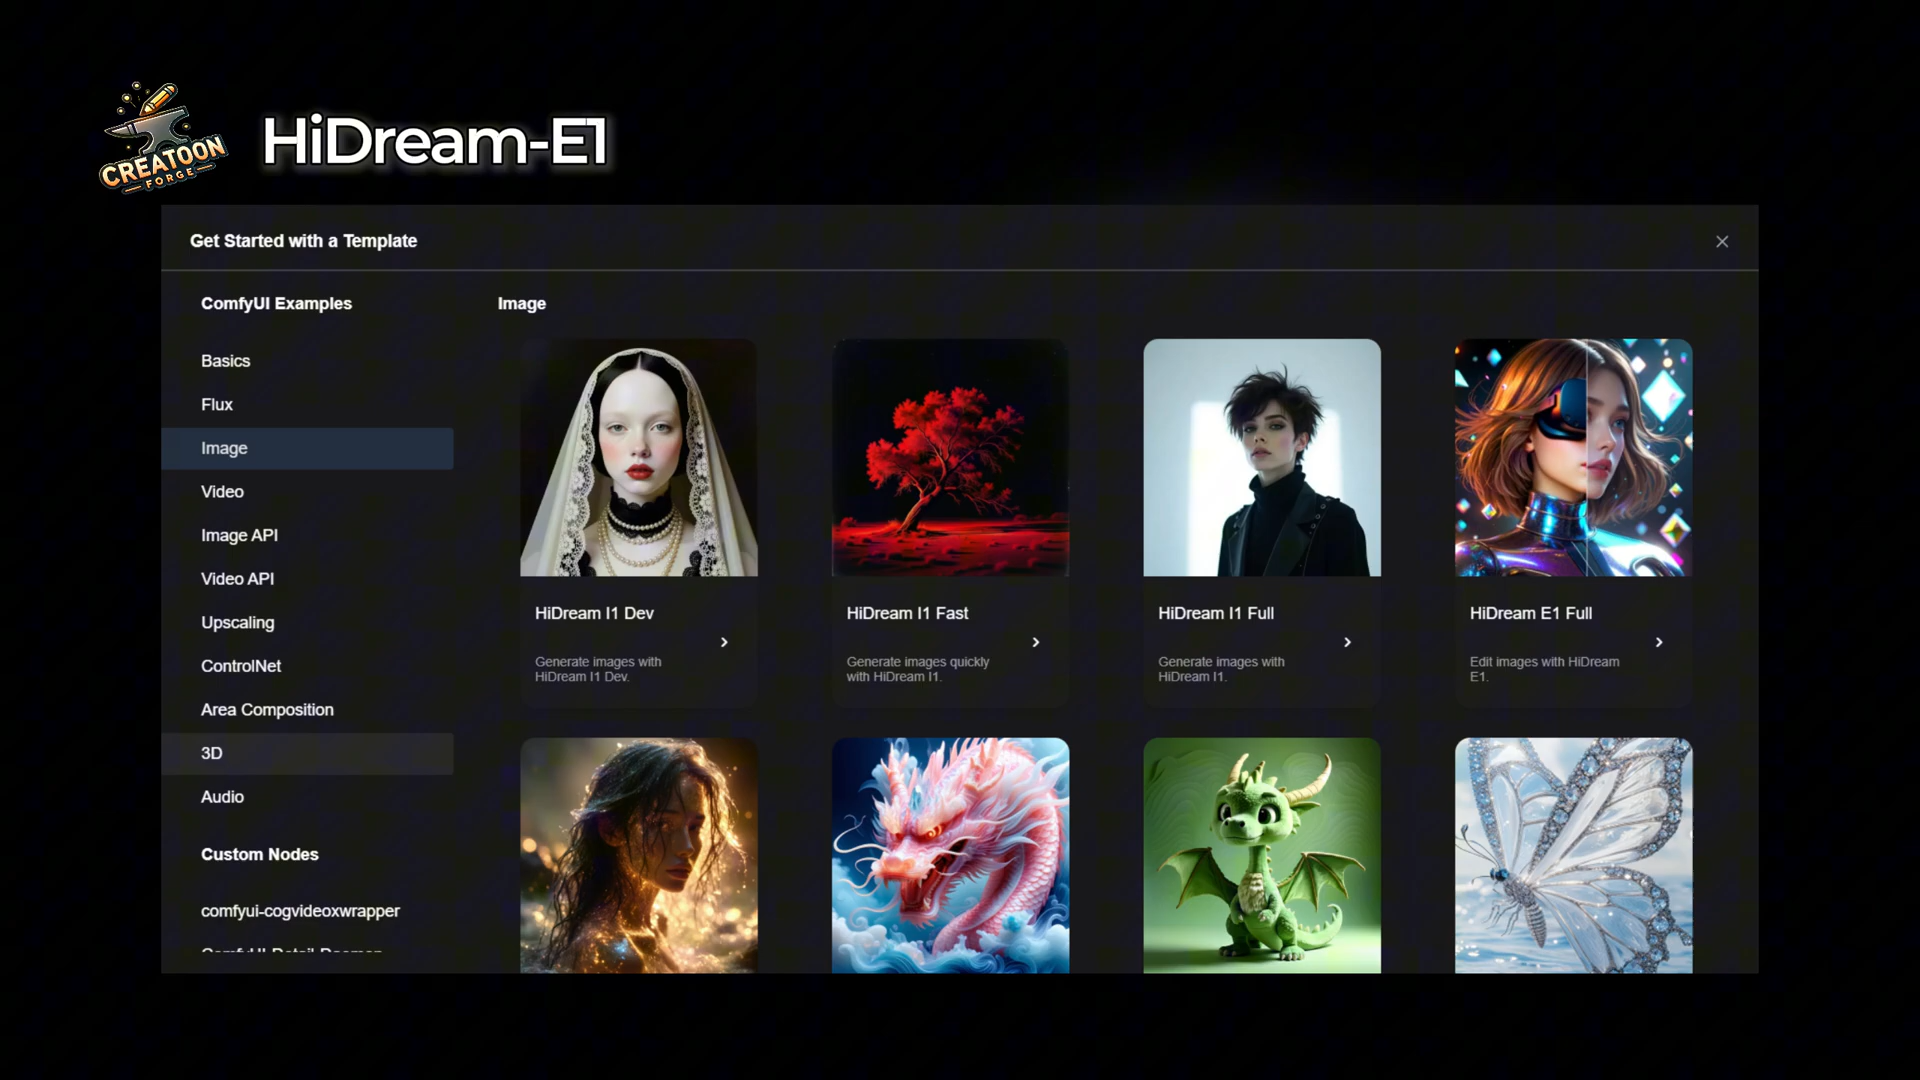 CREATOON
FORGE
HiDream-E1
Get Started with a Template
ComfyUI Examples
Image
Basics
Flux
Image
Video
Image API
Video API
Upscaling
ControlNet
Area Composition
3D
Audio
Custom Nodes
comfyui-cogvideoxwrapper
HiDream I1 Dev
Generate images with
HiDream I1 Dev.
HiDream I1 Fast
Generate images quickly
with HiDream I1.
HiDream I1 Full
Generate images with
HiDream I1.
HiDream E1 Full
Edit images with HiDream
E1.